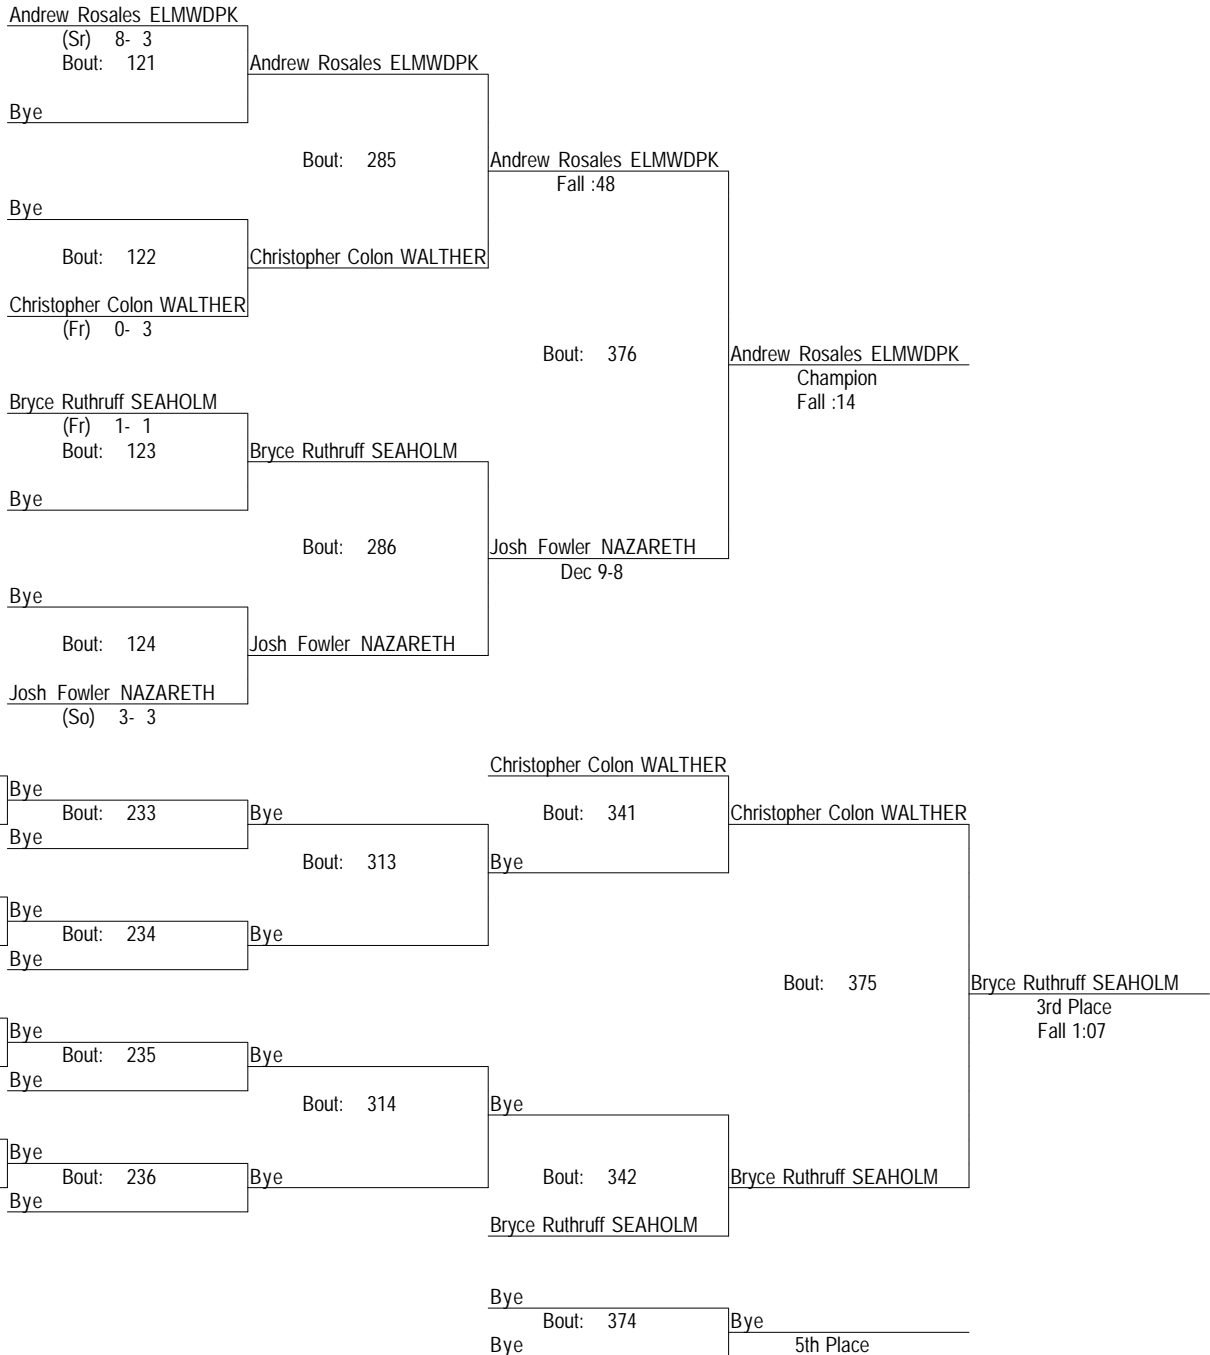 Andrew Rosales ELMWDPK
(Sr) 8- 3
Bout: 121
Andrew Rosales ELMWDPK
Bye
Bout: 285
Andrew Rosales ELMWDPK
Fall :48
Bye
Bout: 122
Christopher Colon WALTHER
Christopher Colon WALTHER
(Fr) 0- 3
Bout: 376
Andrew Rosales ELMWDPK
Champion
Fall :14
Bryce Ruthruff SEAHOLM
(Fr) 1- 1
Bout: 123
Bryce Ruthruff SEAHOLM
Bye
Bout: 286
Josh Fowler NAZARETH
Dec 9-8
Bye
Bout: 124
Josh Fowler NAZARETH
Josh Fowler NAZARETH
(So) 3- 3
Christopher Colon WALTHER
Bye
Bout: 233
Bye
Bout: 341
Christopher Colon WALTHER
Bye
Bout: 313
Bye
Bye
Bout: 234
Bye
Bye
Bout: 375
Bryce Ruthruff SEAHOLM
3rd Place
Fall 1:07
Bye
Bout: 235
Bye
Bye
Bout: 314
Bye
Bye
Bout: 236
Bye
Bout: 342
Bryce Ruthruff SEAHOLM
Bye
Bryce Ruthruff SEAHOLM
Bye
Bout: 374
Bye
Bye
5th Place